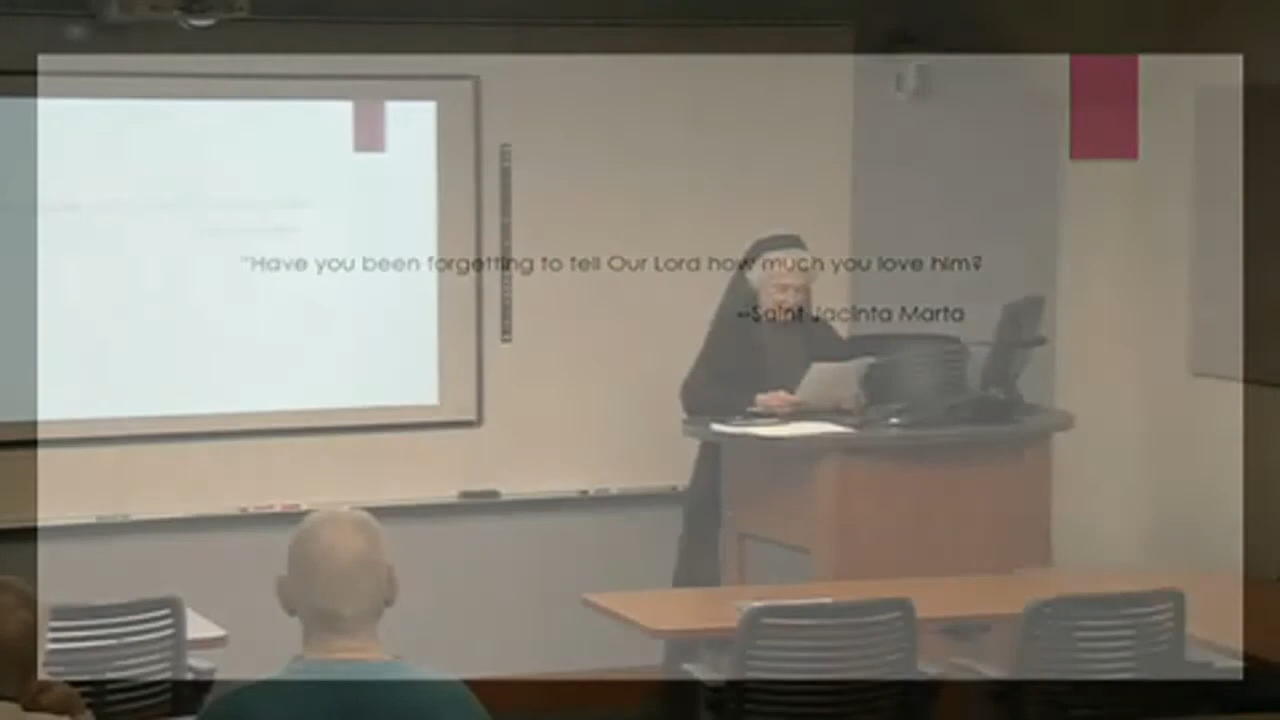 "Have you been forgetting to tell Our Lord how much you love him?
--Saint Jacinta Marto